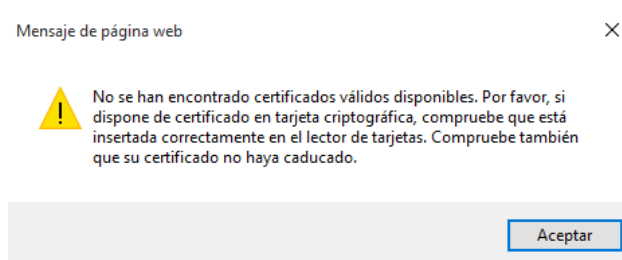 Mensaje de página web
No se han encontrado certificados válidos disponibles. Por favor, si
dispone de certificado en tarjeta criptográfica, compruebe que está
insertada correctamente en el lector de tarjetas. Compruebe también
que su certificado no haya caducado.
Aceptar